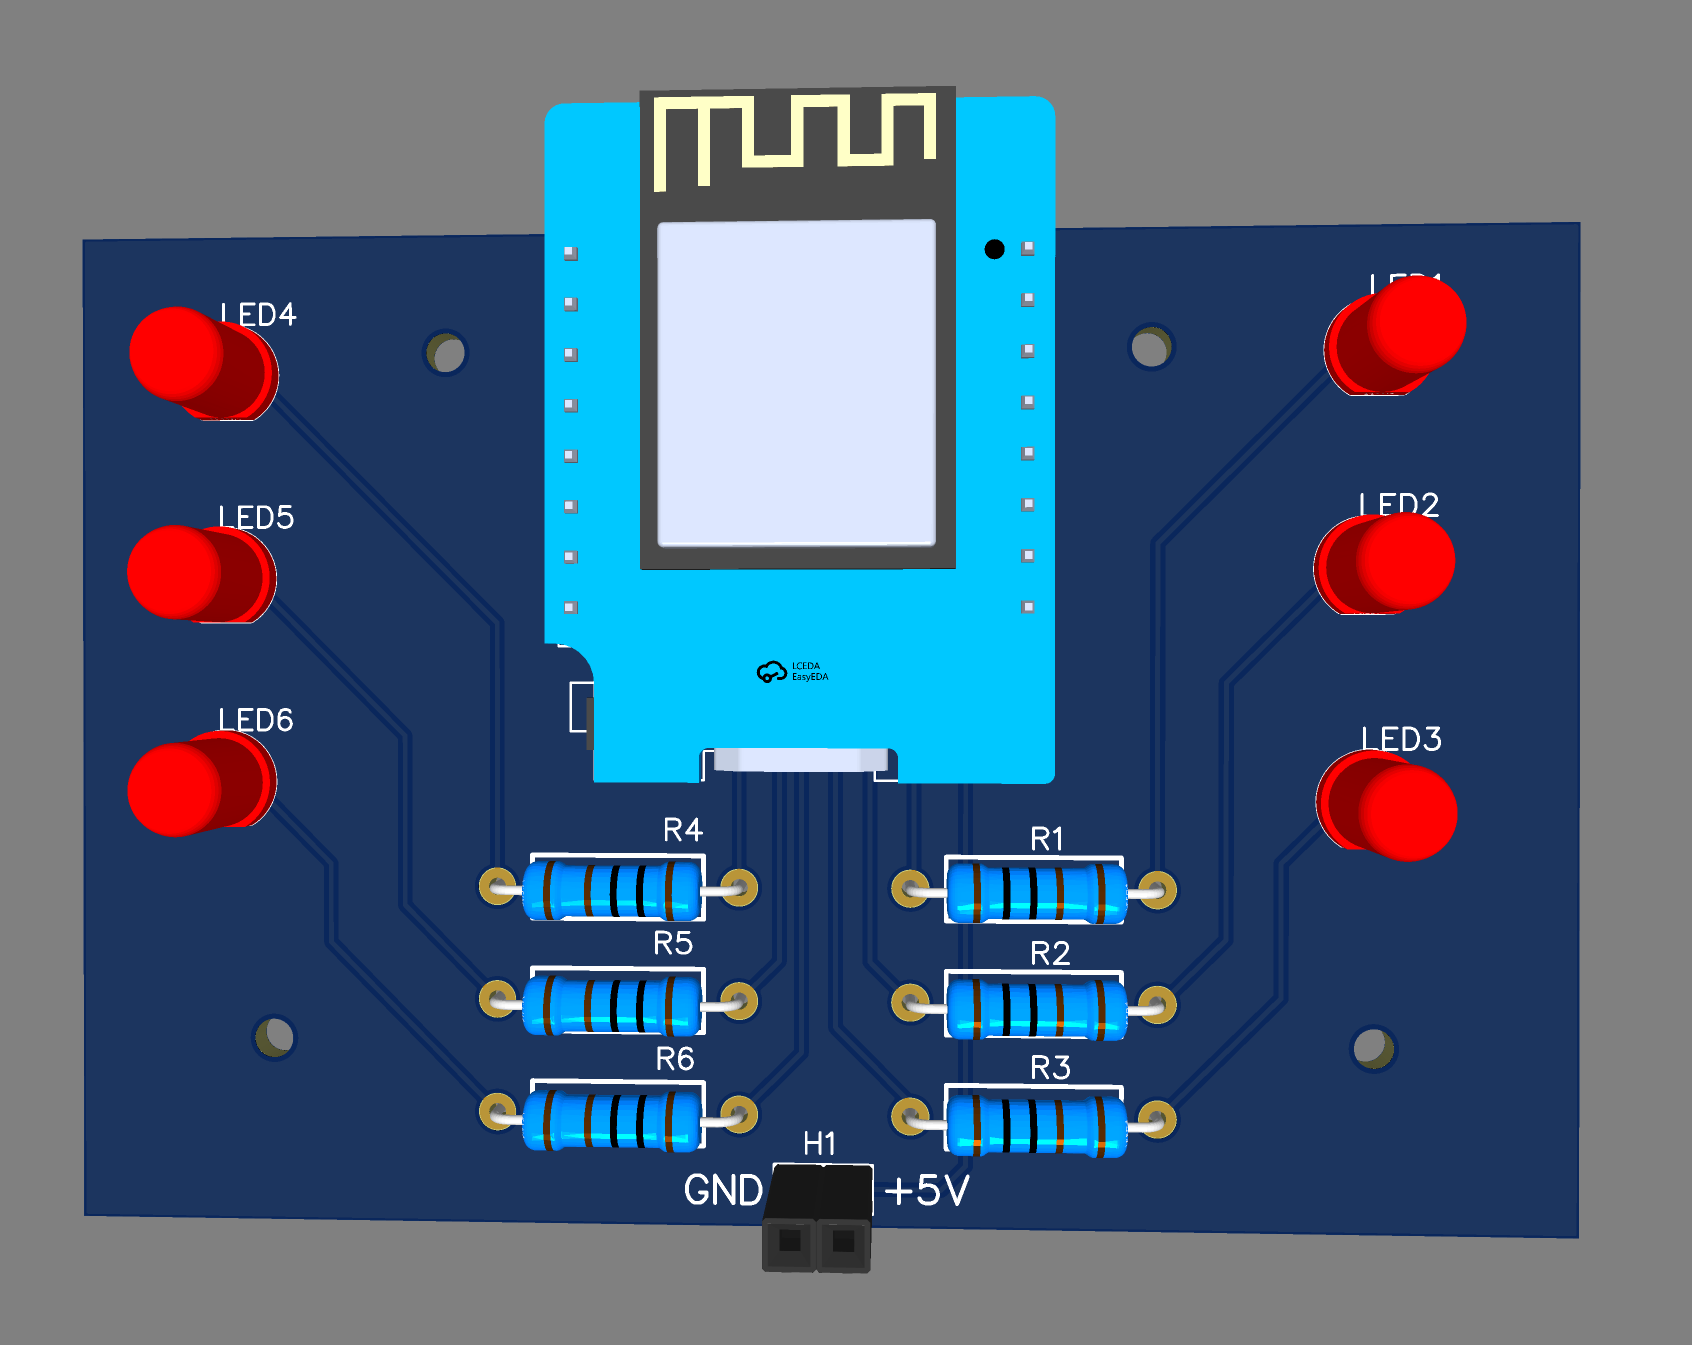 LED1
LED4
LED2
LED5
LCEDA
EasyEDA
LED6
LED3
R4
R1
R5
R2
R6
R3
H1
GND
+5V